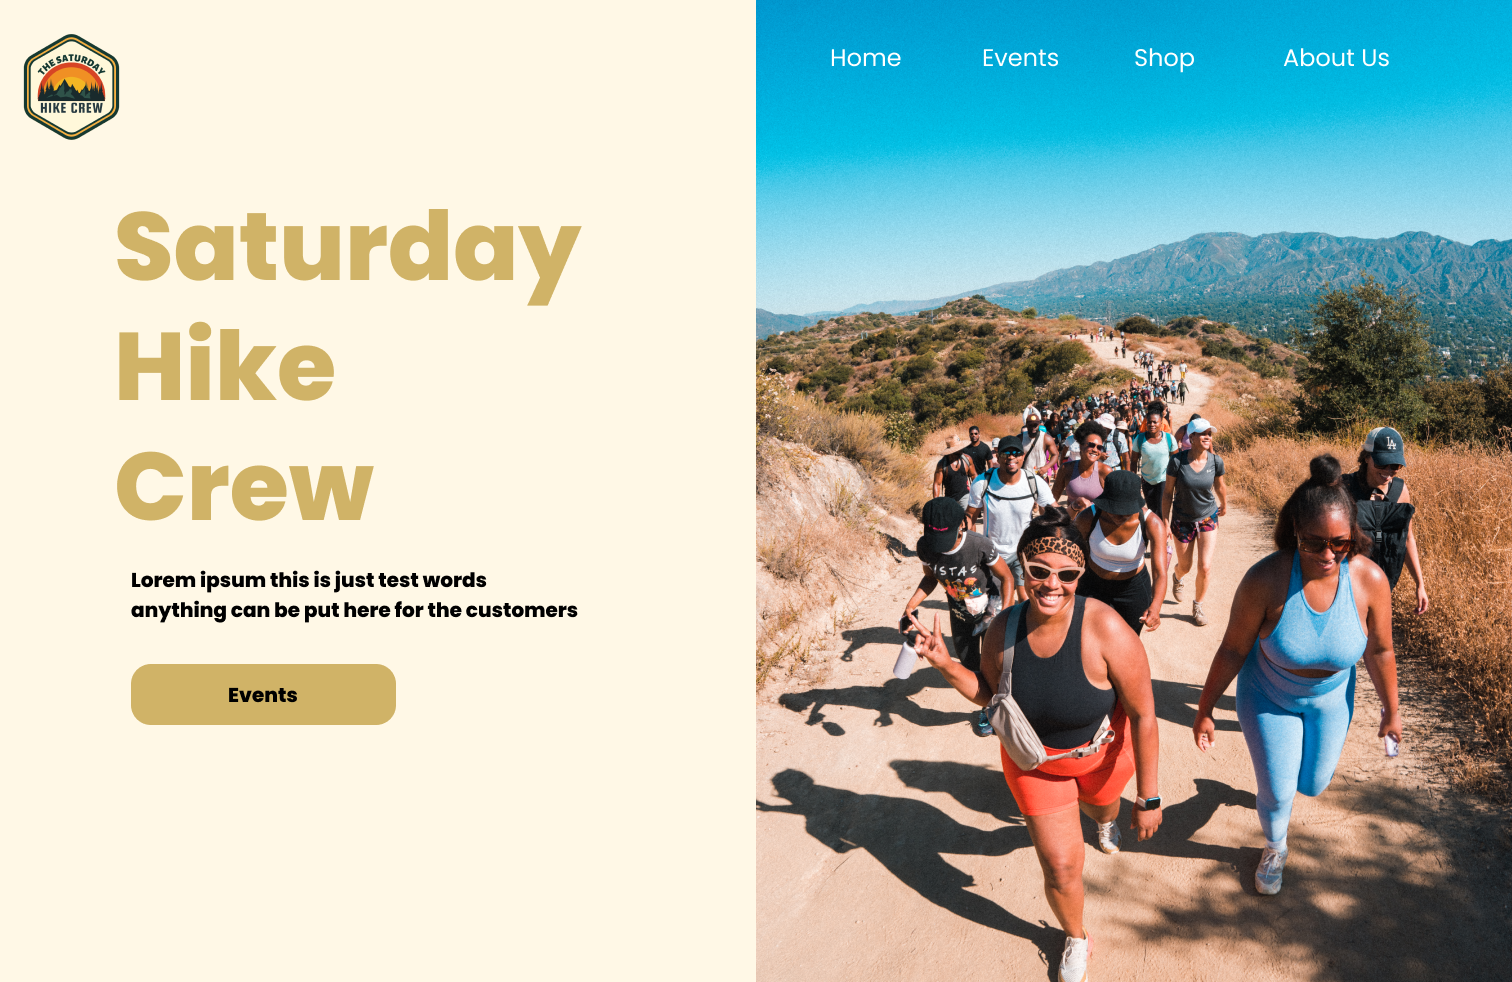 THE SATURDAY
HIKE CREW
Home Events Shop About Us
Saturday
Hike
Crew
Lorem ipsum this is just test words
anything can be put here for the customers
Events
LA